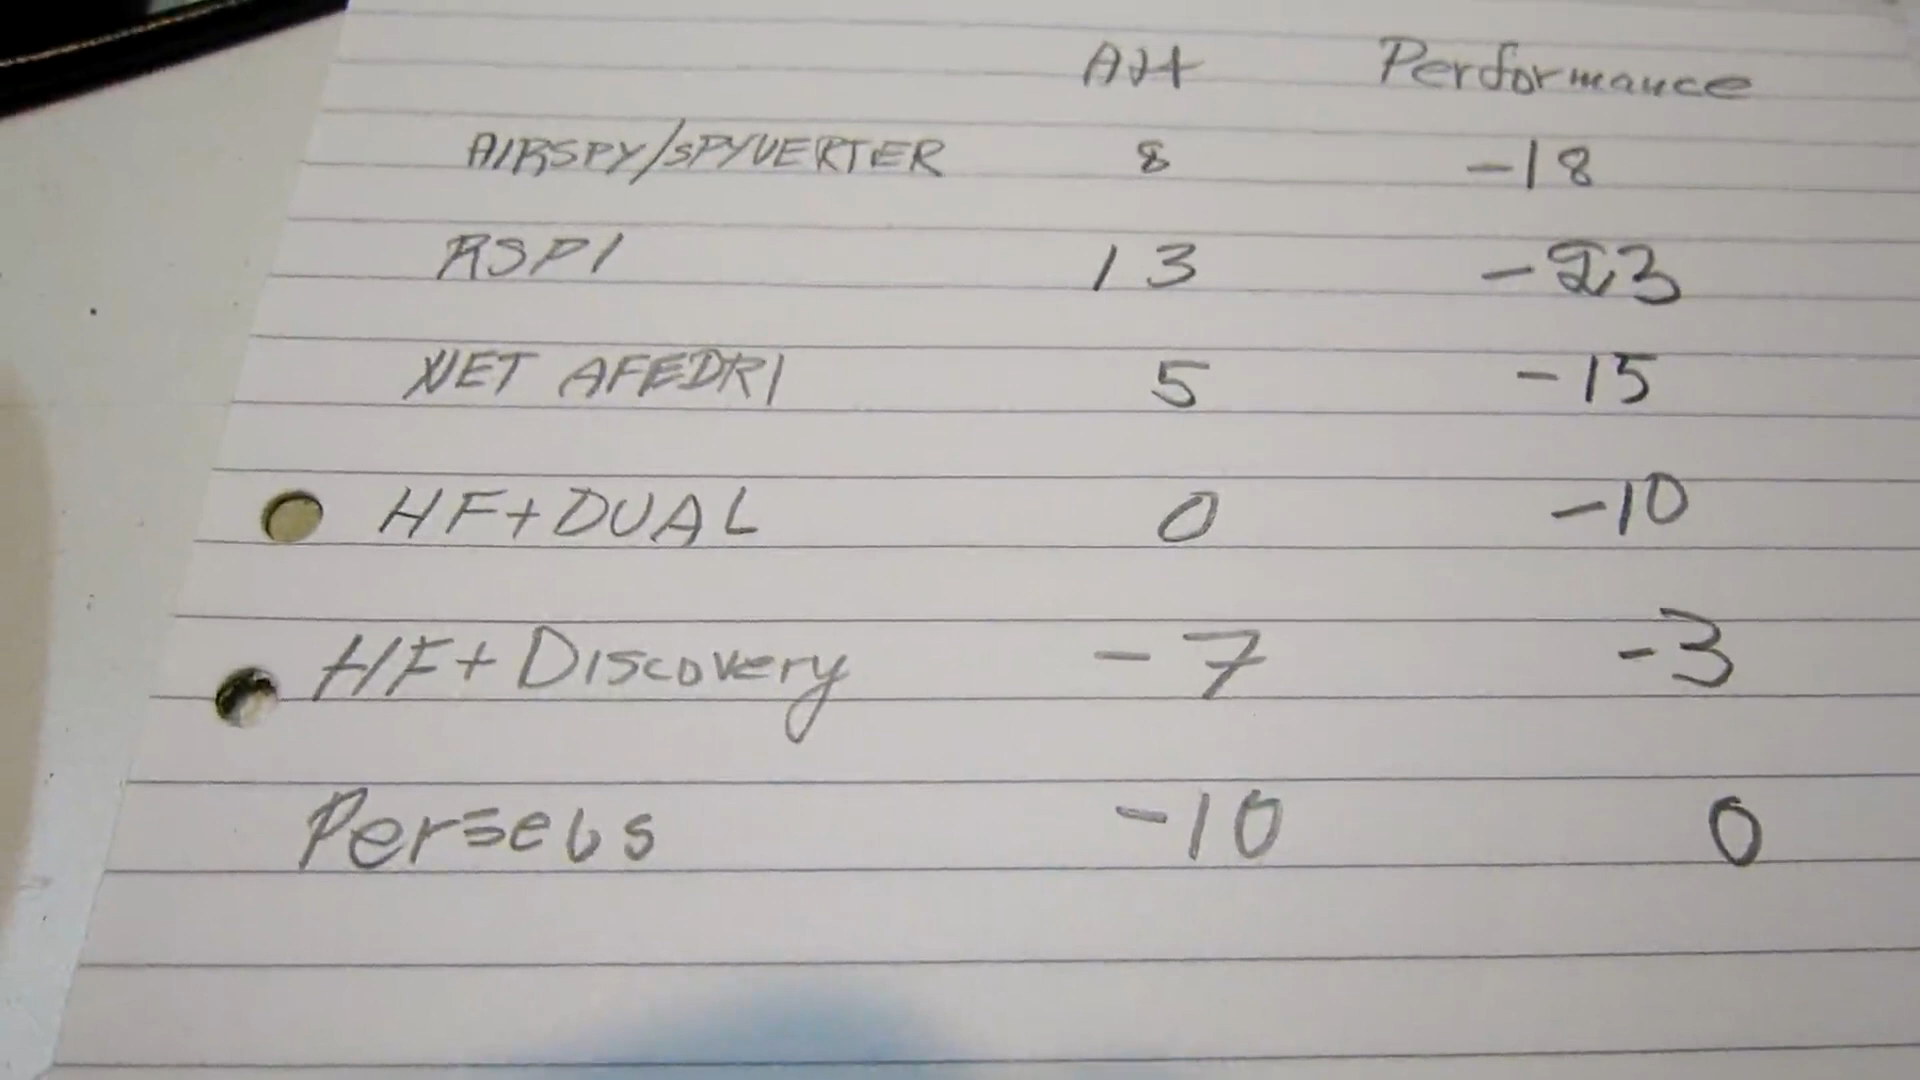 Att Performance
AIRSPY/SPYVERTER 8 -18
RSP1 13 -23
NET AFEDRI 5 -15
HF+DUAL 0 -10
HF+Discovery -7 -3
Perseus -10 0